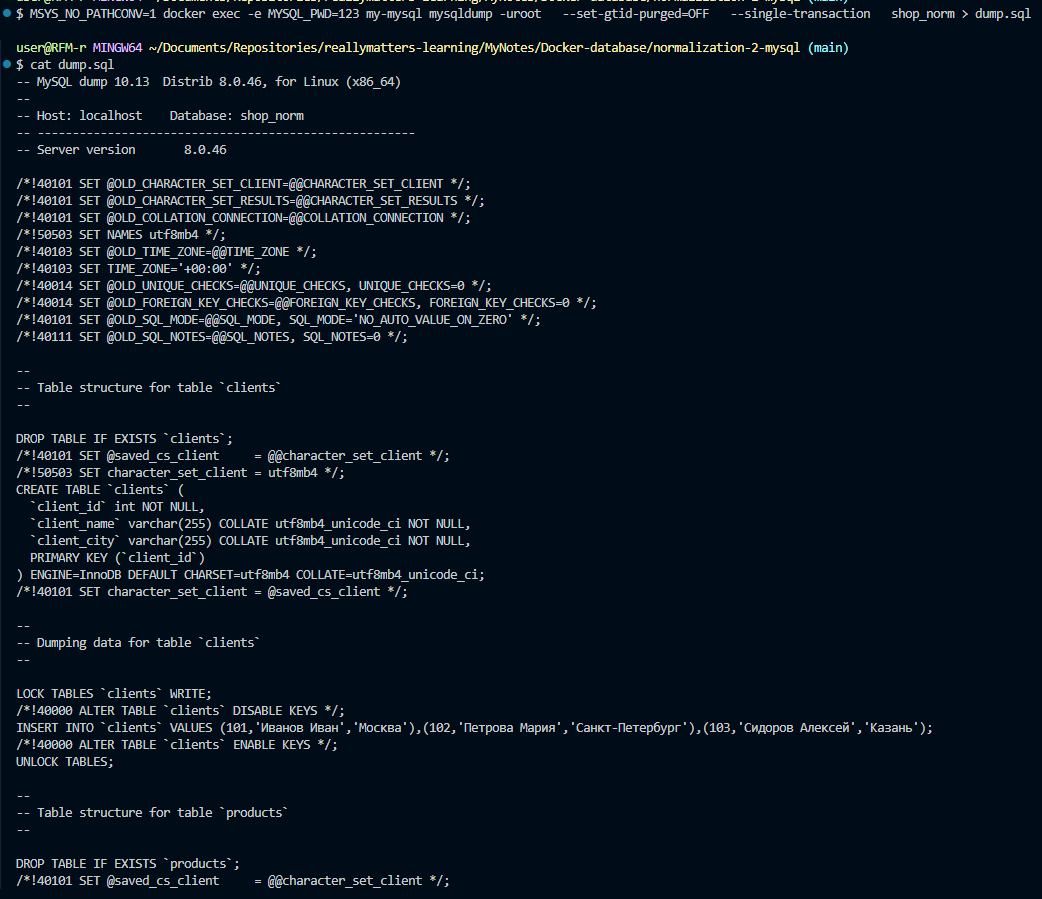 $ MSYS_NO_PATHCONV=1 docker exec -e MYSQL_PWD=123 my-mysql mysqldump -uroot   --set-gtid-purged=OFF   --single-transaction   shop_norm > dump.sql
user@RFM-r MINGW64 ~/Documents/Repositories/reallymatters-learning/MyNotes/Docker-database/normalization-2-mysql (main)
$ cat dump.sql
-- MySQL dump 10.13  Distrib 8.0.46, for Linux (x86_64)
--
-- Host: localhost    Database: shop_norm
-- ------------------------------------------------------
-- Server version       8.0.46
/*!40101 SET @OLD_CHARACTER_SET_CLIENT=@@CHARACTER_SET_CLIENT */;
/*!40101 SET @OLD_CHARACTER_SET_RESULTS=@@CHARACTER_SET_RESULTS */;
/*!40101 SET @OLD_COLLATION_CONNECTION=@@COLLATION_CONNECTION */;
/*!50503 SET NAMES utf8mb4 */;
/*!40103 SET @OLD_TIME_ZONE=@@TIME_ZONE */;
/*!40103 SET TIME_ZONE='+00:00' */;
/*!40014 SET @OLD_UNIQUE_CHECKS=@@UNIQUE_CHECKS, UNIQUE_CHECKS=0 */;
/*!40014 SET @OLD_FOREIGN_KEY_CHECKS=@@FOREIGN_KEY_CHECKS, FOREIGN_KEY_CHECKS=0 */;
/*!40101 SET @OLD_SQL_MODE=@@SQL_MODE, SQL_MODE='NO_AUTO_VALUE_ON_ZERO' */;
/*!40111 SET @OLD_SQL_NOTES=@@SQL_NOTES, SQL_NOTES=0 */;
--
-- Table structure for table `clients`
--
DROP TABLE IF EXISTS `clients`;
/*!40101 SET @saved_cs_client     = @@character_set_client */;
/*!50503 SET character_set_client = utf8mb4 */;
CREATE TABLE `clients` (
  `client_id` int NOT NULL,
  `client_name` varchar(255) COLLATE utf8mb4_unicode_ci NOT NULL,
  `client_city` varchar(255) COLLATE utf8mb4_unicode_ci NOT NULL,
  PRIMARY KEY (`client_id`)
) ENGINE=InnoDB DEFAULT CHARSET=utf8mb4 COLLATE=utf8mb4_unicode_ci;
/*!40101 SET character_set_client = @saved_cs_client */;
--
-- Dumping data for table `clients`
--
LOCK TABLES `clients` WRITE;
/*!40000 ALTER TABLE `clients` DISABLE KEYS */;
INSERT INTO `clients` VALUES (101,'Иванов Иван','Москва'),(102,'Петрова Мария','Санкт-Петербург'),(103,'Сидоров Алексей','Казань');
/*!40000 ALTER TABLE `clients` ENABLE KEYS */;
UNLOCK TABLES;
--
-- Table structure for table `products`
--
DROP TABLE IF EXISTS `products`;
/*!40101 SET @saved_cs_client     = @@character_set_client */;